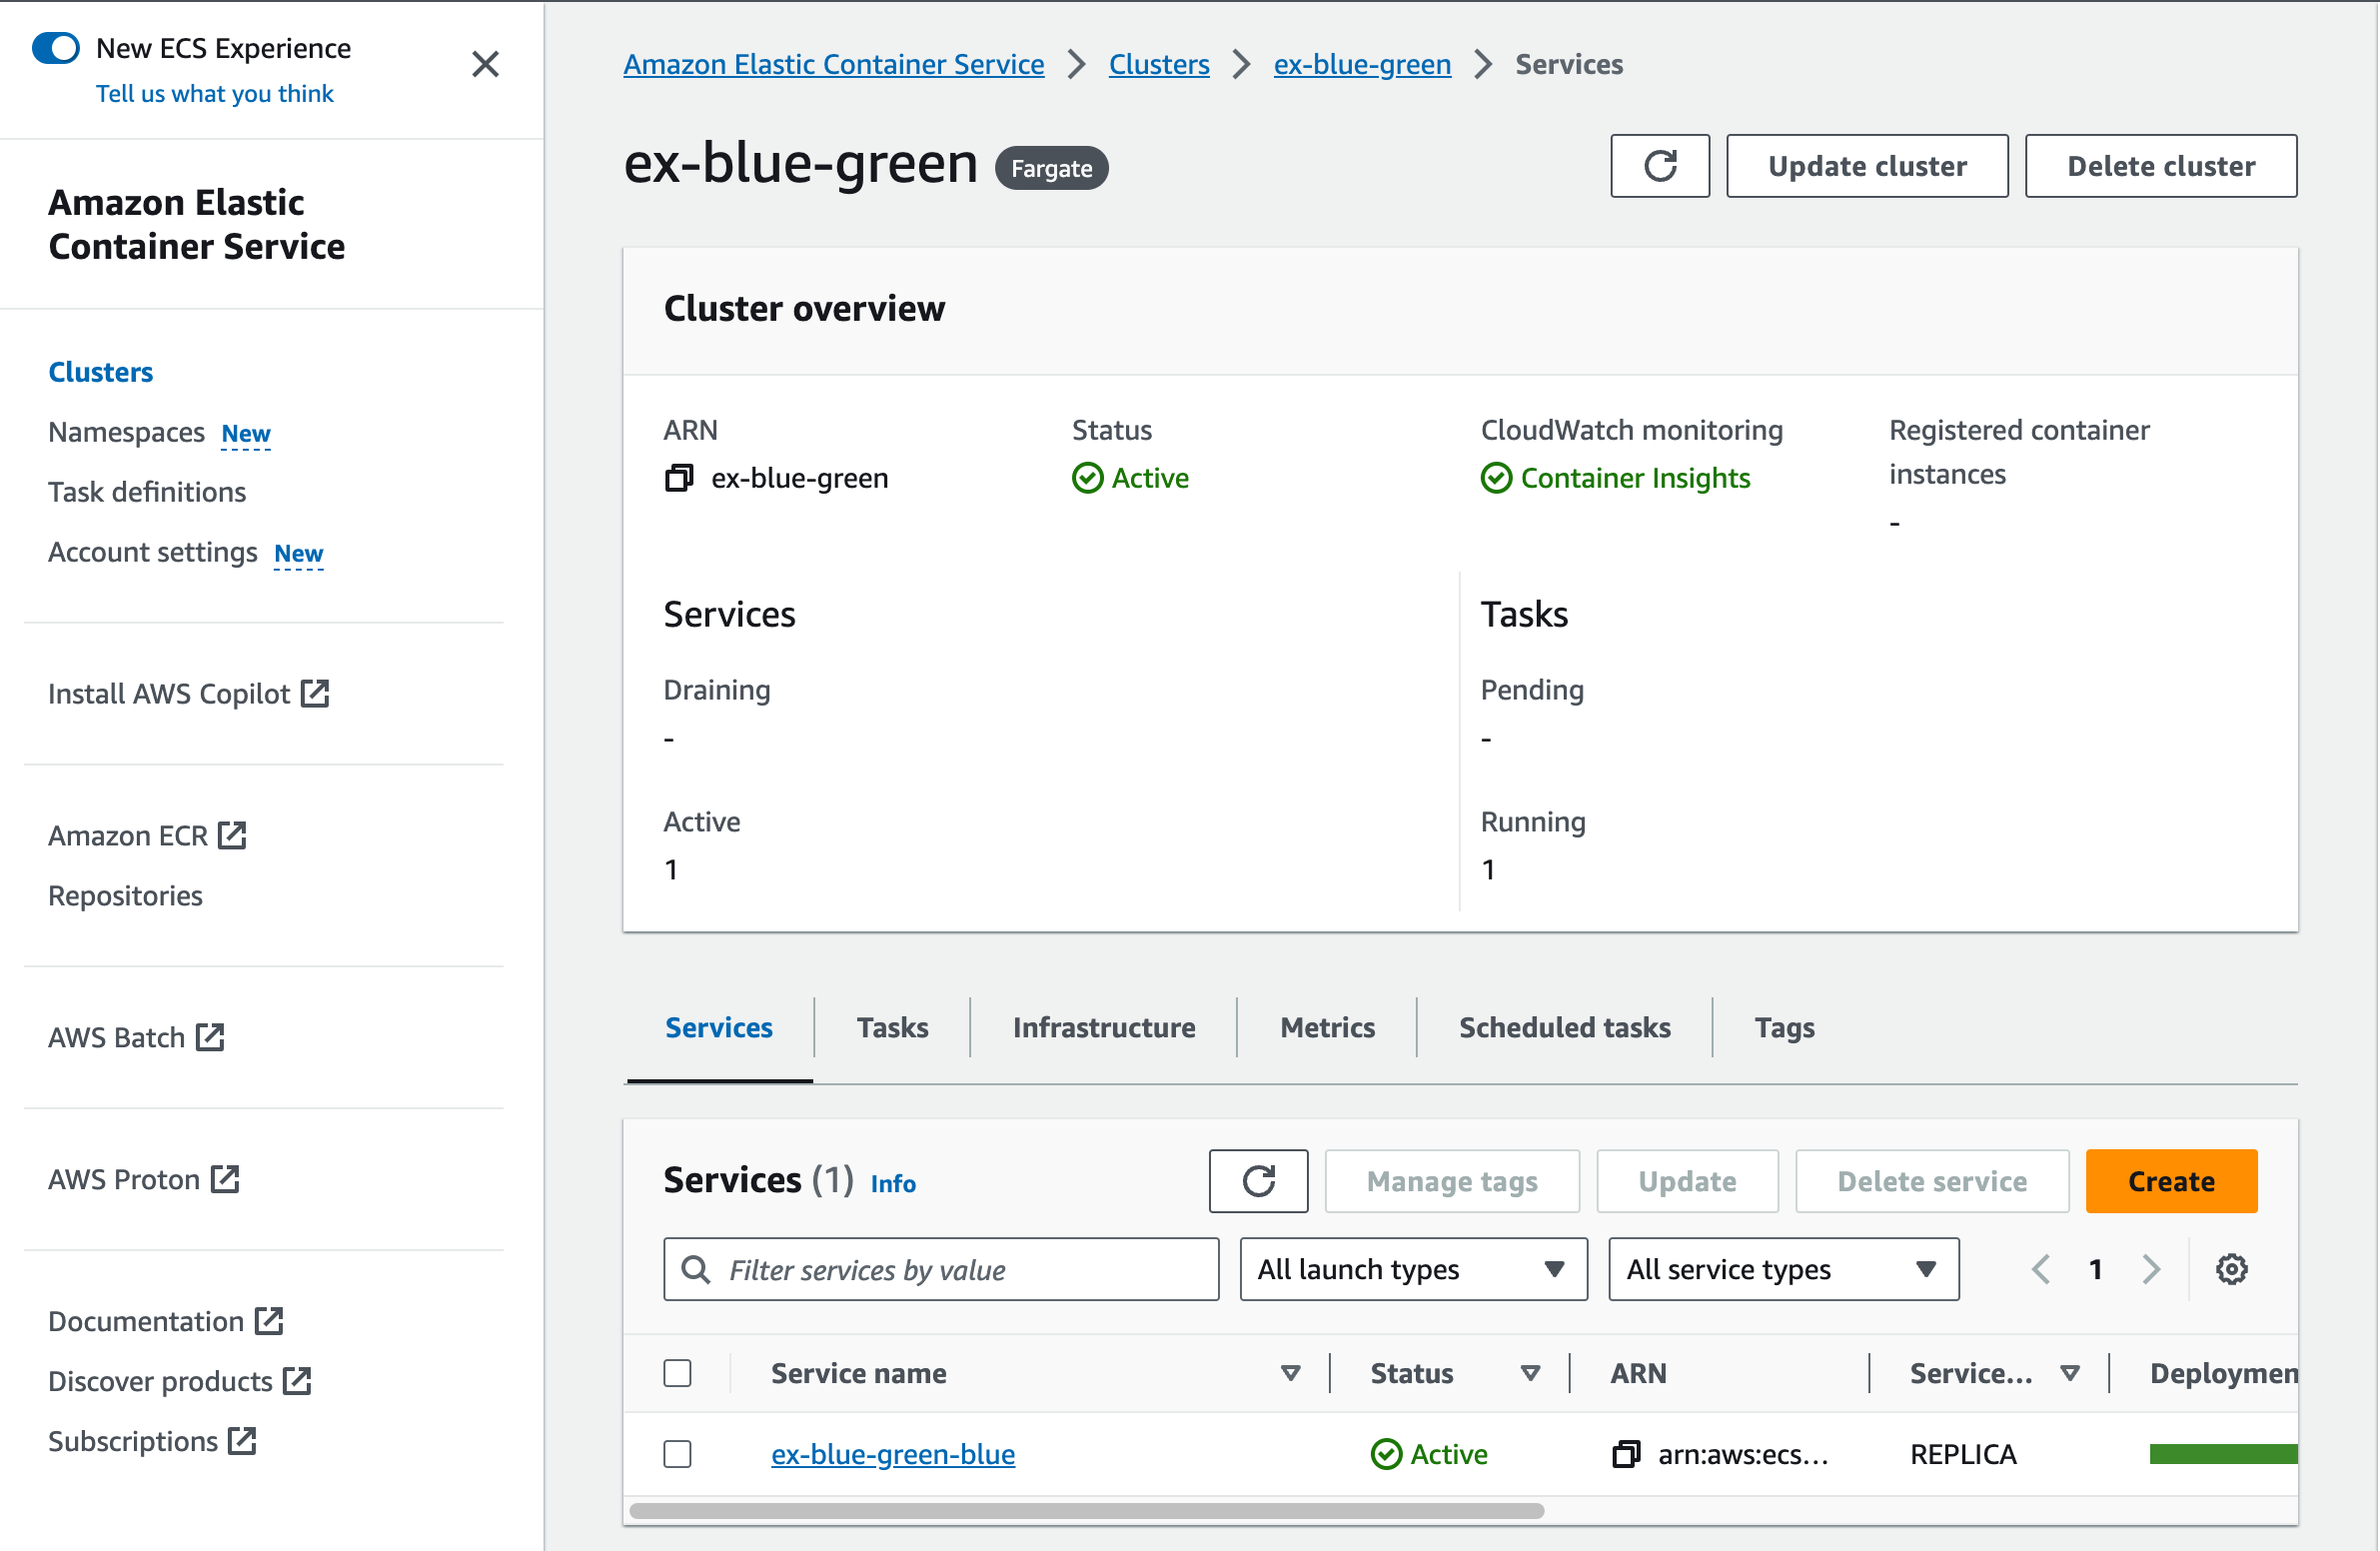 New ECS Experience
Tell us what you think
Amazon Elastic
Container Service
Clusters
Namespaces New
Task definitions
Account settings New
Install AWS Copilot
Amazon ECR
Repositories
AWS Batch
AWS Proton
Documentation
Discover products
Subscriptions
Amazon Elastic Container Service > Clusters > ex-blue-green > Services
ex-blue-green Fargate
Update cluster
Delete cluster
Cluster overview
ARN
ex-blue-green
Status
Active
CloudWatch monitoring
Container Insights
Registered container
instances
-
Services
Draining
-
Active
1
Tasks
Pending
-
Running
1
Services Tasks Infrastructure Metrics Scheduled tasks Tags
Services (1) Info
Manage tags Update Delete service Create
Filter services by value All launch types All service types 1
Service name Status ARN Service... Deploymen
ex-blue-green-blue Active arn:aws:ecs... REPLICA